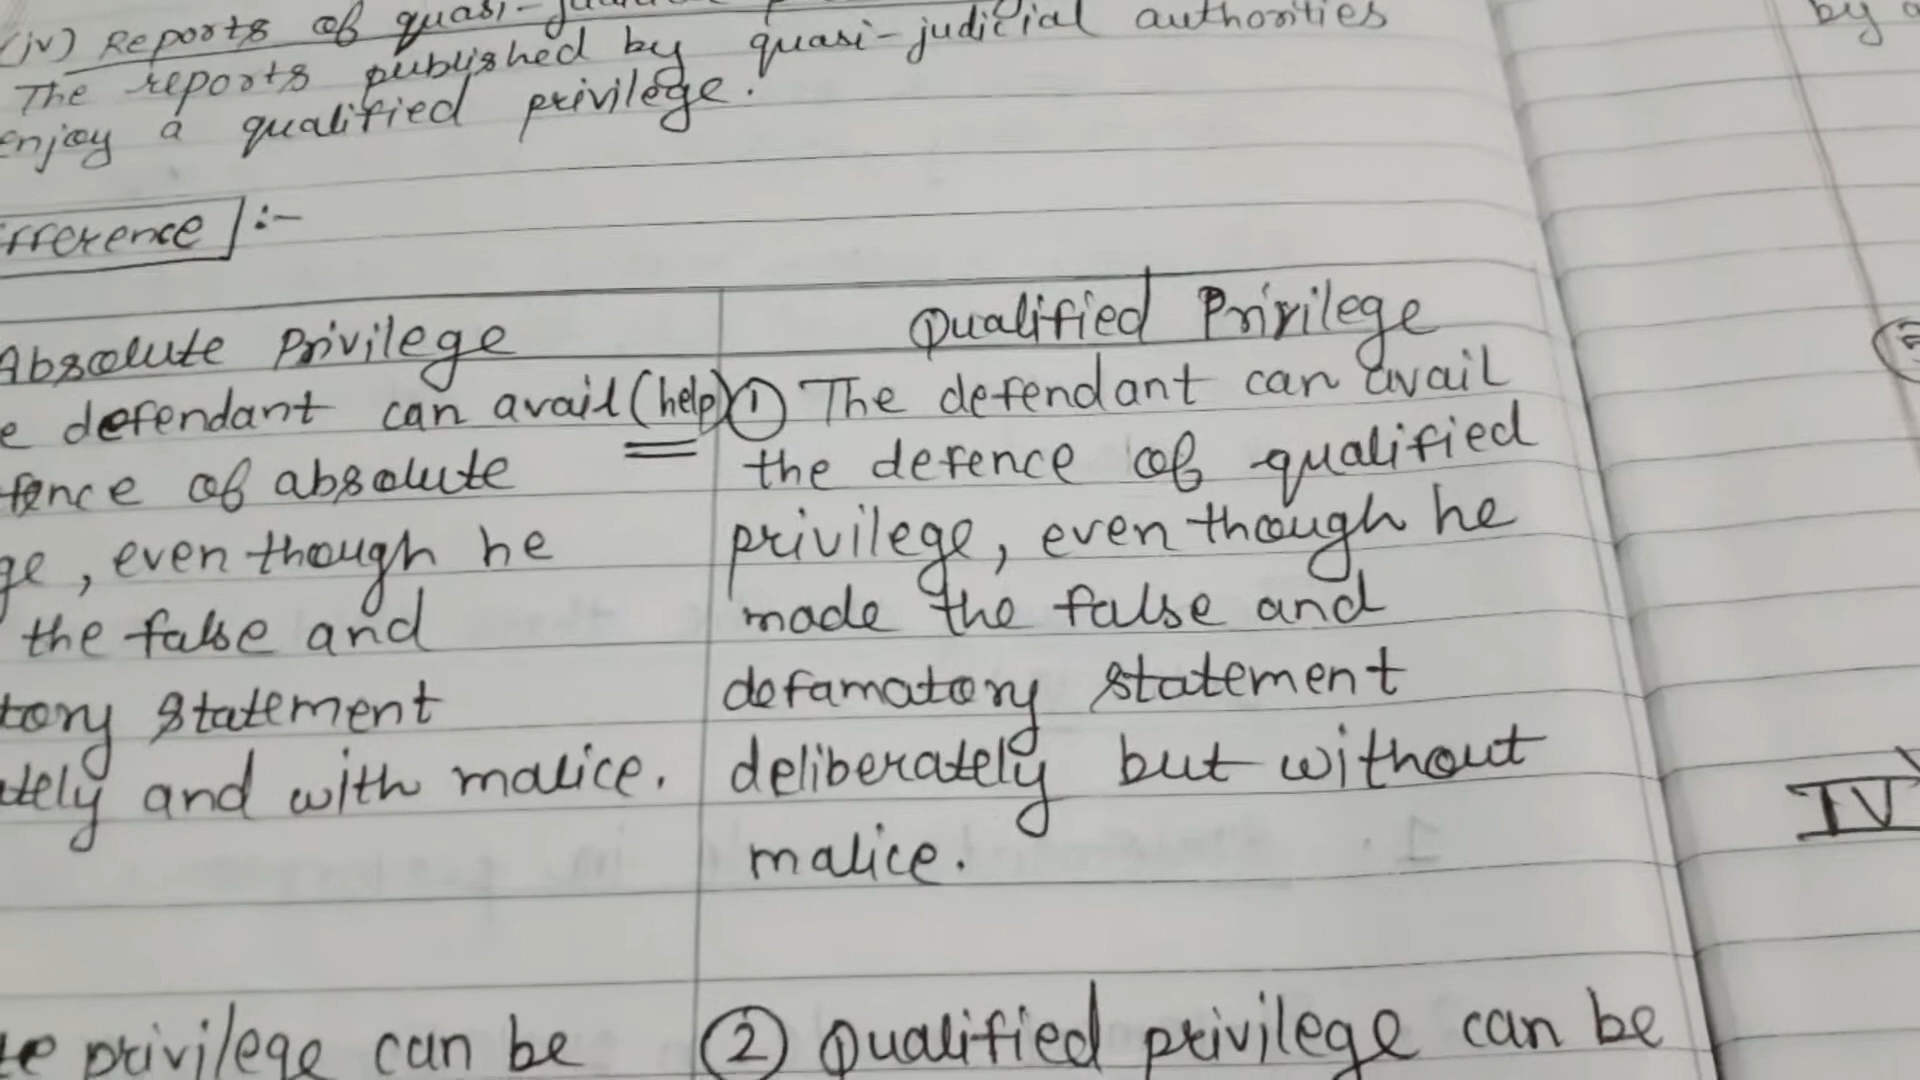 (iv) Reports of quasi-
The reports published by quasi-judicial authorities
enjoy a qualified privilege.
fference :-
Absolute Privilege
e defendant can avail (help)
fence of absolute
ge, even though he
the false and
tory statement
tely and with malice.
te privilege can be
Qualified Privilege
① The defendant can avail
the defence of qualified
privilege, even though he
made the false and
defamatory statement
deliberately but without
malice.
② Qualified privilege can be
by a
IV